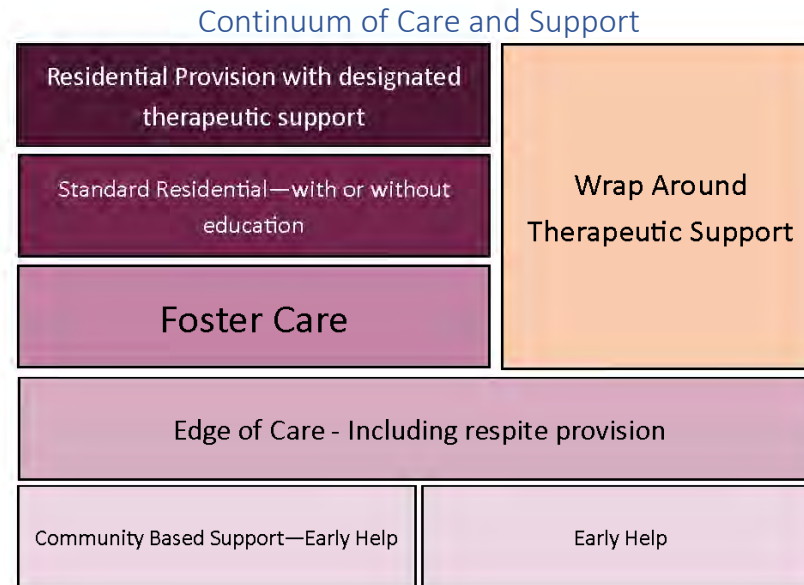 Continuum of Care and Support
Residential Provision with designated
therapeutic support
Standard Residential—with or without
education
Foster Care
Wrap Around
Therapeutic Support
Edge of Care - Including respite provision
Community Based Support—Early Help
Early Help